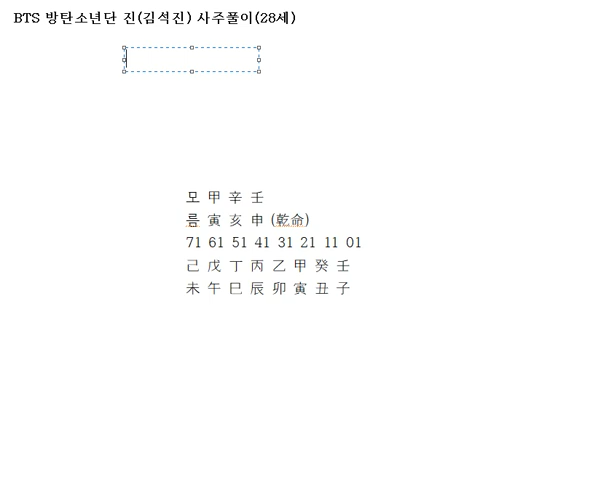 BTS 방탄소년단 진(김석진) 사주풀이(28세)
모 甲 辛 壬
름 寅 亥 申 (乾命)
71 61 51 41 31 21 11 01
己 戊 丁 丙 乙 甲 癸 壬
未 午 巳 辰 卯 寅 丑 子